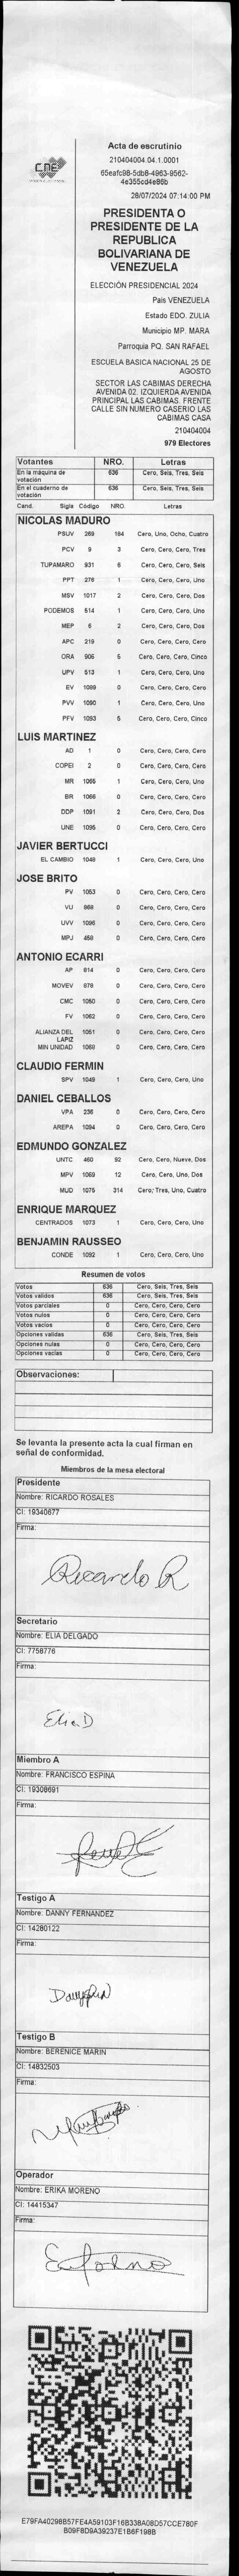 CNE
Acta de escrutinio
210404004.04.1.0001
65eafc98-5db8-4963-9562-
4e355cd4e86b
28/07/2024 07:14:00 PM
PRESIDENTA O
PRESIDENTE DE LA
REPUBLICA
BOLIVARIANA DE
VENEZUELA
ELECCIÓN PRESIDENCIAL 2024
País VENEZUELA
Estado EDO. ZULIA
Municipio MP. MARA
Parroquia PQ. SAN RAFAEL
ESCUELA BASICA NACIONAL 25 DE
AGOSTO
SECTOR LAS CABIMAS DERECHA
AVENIDA 02. IZQUIERDA AVENIDA
PRINCIPAL LAS CABIMAS. FRENTE
CALLE SIN NUMERO CASERIO LAS
CABIMAS CASA
210404004
979 Electores
Votantes NRO. Letras
En la máquina de votación 636 Cero, Seis, Tres, Seis
En el cuaderno de votación 636 Cero, Seis, Tres, Seis
Cand. Sigla Código NRO. Letras
NICOLAS MADURO
PSUV 269 184 Cero, Uno, Ocho, Cuatro
PCV 9 3 Cero, Cero, Cero, Tres
TUPAMARO 931 6 Cero, Cero, Cero, Seis
PPT 276 1 Cero, Cero, Cero, Uno
MSV 1017 2 Cero, Cero, Cero, Dos
PODEMOS 514 1 Cero, Cero, Cero, Uno
MEP 6 2 Cero, Cero, Cero, Dos
APC 219 0 Cero, Cero, Cero, Cero
ORA 906 5 Cero, Cero, Cero, Cinco
UPV 513 1 Cero, Cero, Cero, Uno
EV 1089 0 Cero, Cero, Cero, Cero
PVV 1090 1 Cero, Cero, Cero, Uno
PFV 1093 5 Cero, Cero, Cero, Cinco
LUIS MARTINEZ
AD 1 0 Cero, Cero, Cero, Cero
COPEI 2 0 Cero, Cero, Cero, Cero
MR 1065 1 Cero, Cero, Cero, Uno
BR 1066 0 Cero, Cero, Cero, Cero
DDP 1091 2 Cero, Cero, Cero, Dos
UNE 1095 0 Cero, Cero, Cero, Cero
JAVIER BERTUCCI
EL CAMBIO 1048 1 Cero, Cero, Cero, Uno
JOSE BRITO
PV 1053 0 Cero, Cero, Cero, Cero
VU 868 0 Cero, Cero, Cero, Cero
UVV 1096 0 Cero, Cero, Cero, Cero
MPJ 458 0 Cero, Cero, Cero, Cero
ANTONIO ECARRI
AP 814 0 Cero, Cero, Cero, Cero
MOVEV 879 0 Cero, Cero, Cero, Cero
CMC 1050 0 Cero, Cero, Cero, Cero
FV 1062 0 Cero, Cero, Cero, Cero
ALIANZA DEL LAPIZ 1051 0 Cero, Cero, Cero, Cero
MIN UNIDAD 1069 0 Cero, Cero, Cero, Cero
CLAUDIO FERMIN
SPV 1049 1 Cero, Cero, Cero, Uno
DANIEL CEBALLOS
VPA 236 0 Cero, Cero, Cero, Cero
AREPA 1094 0 Cero, Cero, Cero, Cero
EDMUNDO GONZALEZ
UNTC 460 92 Cero, Cero, Nueve, Dos
MPV 1069 12 Cero, Cero, Uno, Dos
MUD 1075 314 Cero, Tres, Uno, Cuatro
ENRIQUE MARQUEZ
CENTRADOS 1073 1 Cero, Cero, Cero, Uno
BENJAMIN RAUSSEO
CONDE 1092 1 Cero, Cero, Cero, Uno
Resumen de votos
Votos 636 Cero, Seis, Tres, Seis
Votos validos 636 Cero, Seis, Tres, Seis
Votos parciales 0 Cero, Cero, Cero, Cero
Votos nulos 0 Cero, Cero, Cero, Cero
Votos vacios 0 Cero, Cero, Cero, Cero
Opciones validas 636 Cero, Seis, Tres, Seis
Opciones nulas 0 Cero, Cero, Cero, Cero
Opciones vacias 0 Cero, Cero, Cero, Cero
Observaciones:
Se levanta la presente acta la cual firman en
señal de conformidad.
Miembros de la mesa electoral
Presidente
Nombre: RICARDO ROSALES
CI: 19340677
Firma:
Ricardo R
Secretario
Nombre: ELIA DELGADO
CI: 7758776
Firma:
Elia D
Miembro A
Nombre: FRANCISCO ESPINA
CI: 19308691
Firma:
Testigo A
Nombre: DANNY FERNANDEZ
CI: 14280122
Firma:
Testigo B
Nombre: BERENICE MARIN
CI: 14832503
Firma:
Operador
Nombre: ERIKA MORENO
CI: 14415347
Firma:
E79FA40298B57FE4A59103F16B338A08D57CCE780F
B09F8D9A39237E1B6F198B